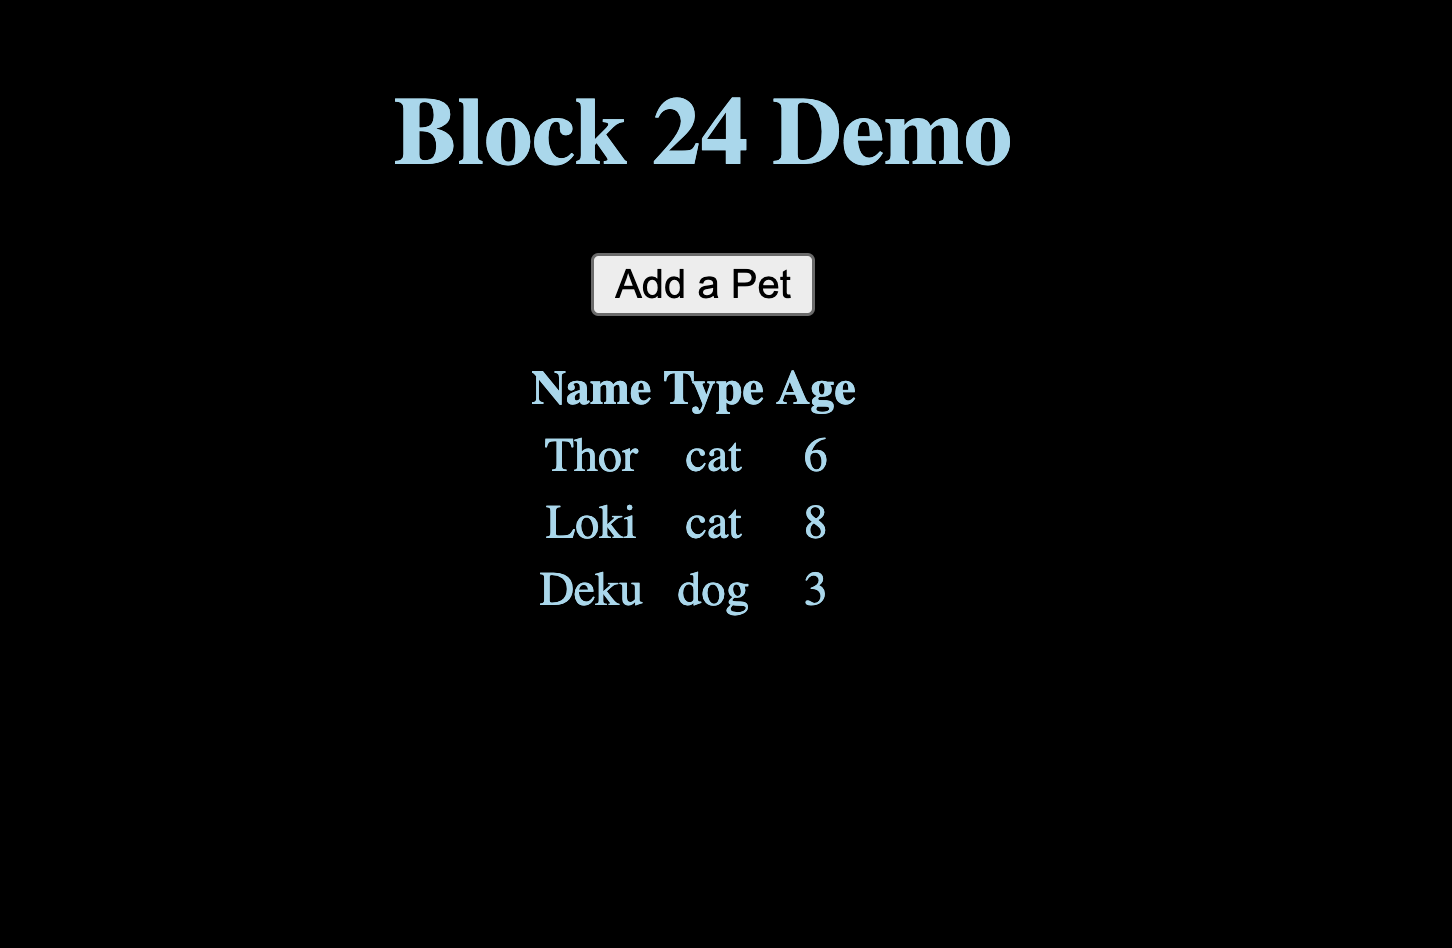 Block 24 Demo
Add a Pet
Name Type Age
Thor cat 6
Loki cat 8
Deku dog 3